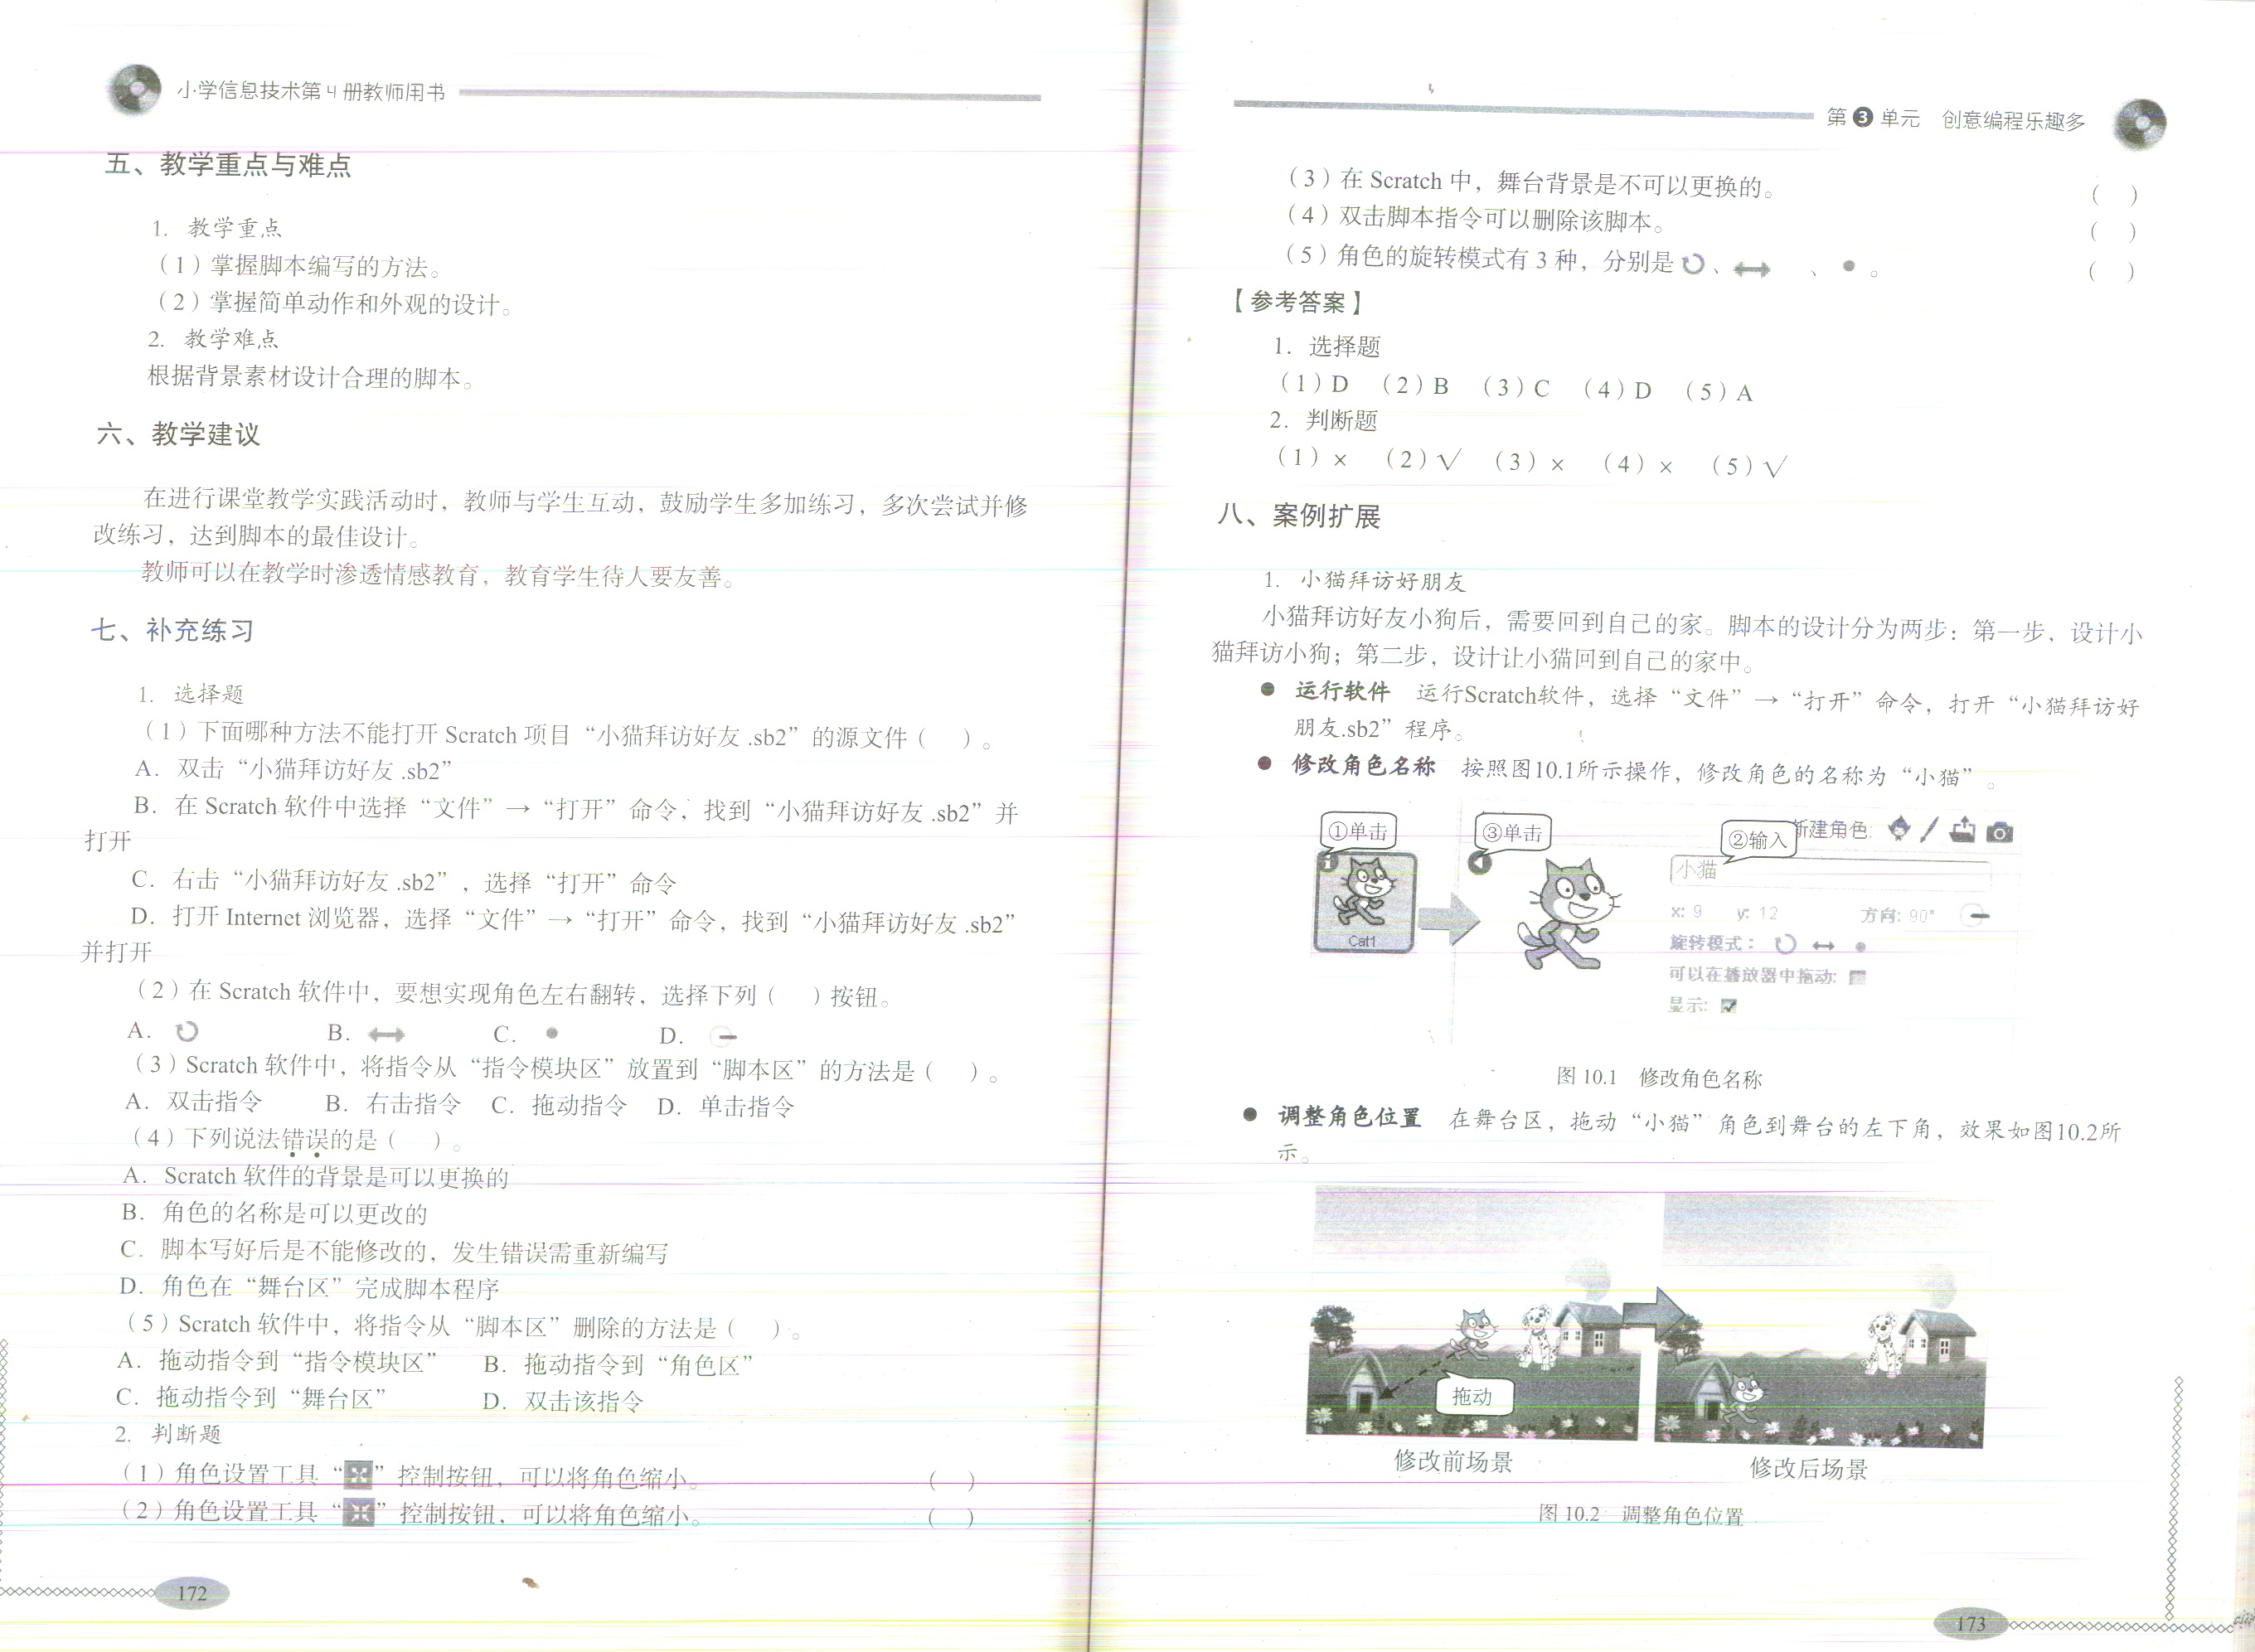 小学信息技术第4册教师用书
五、教学重点与难点
1. 教学重点
（1）掌握脚本编写的方法。
（2）掌握简单动作和外观的设计。
2. 教学难点
根据背景素材设计合理的脚本。
六、教学建议
在进行课堂教学实践活动时，教师与学生互动，鼓励学生多加练习，多次尝试并修
改练习，达到脚本的最佳设计。
教师可以在教学时渗透情感教育，教育学生待人要友善。
七、补充练习
1. 选择题
（1）下面哪种方法不能打开 Scratch 项目“小猫拜访好友 .sb2”的源文件（　）。
A．双击“小猫拜访好友 .sb2”
B．在 Scratch 软件中选择“文件”→“打开”命令，找到“小猫拜访好友 .sb2”并
打开
C．右击“小猫拜访好友 .sb2”，选择“打开”命令
D．打开 Internet 浏览器，选择“文件”→“打开”命令，找到“小猫拜访好友 .sb2”
并打开
（2）在 Scratch 软件中，要想实现角色左右翻转，选择下列（　）按钮。
A． B． C． D．
（3）Scratch 软件中，将指令从“指令模块区”放置到“脚本区”的方法是（　）。
A．双击指令 B．右击指令 C．拖动指令 D．单击指令
（4）下列说法错误的是（　）。
A．Scratch 软件的背景是可以更换的
B．角色的名称是可以更改的
C．脚本写好后是不能修改的，发生错误需重新编写
D．角色在“舞台区”完成脚本程序
（5）Scratch 软件中，将指令从“脚本区”删除的方法是（　）。
A．拖动指令到“指令模块区” B．拖动指令到“角色区”
C．拖动指令到“舞台区” D．双击该指令
2. 判断题
（1）角色设置工具“ ”控制按钮，可以将角色缩小。（　）
（2）角色设置工具“ ”控制按钮，可以将角色缩小。（　）
172
第3单元 创意编程乐趣多
（3）在 Scratch 中，舞台背景是不可以更换的。（　）
（4）双击脚本指令可以删除该脚本。（　）
（5）角色的旋转模式有 3 种，分别是 、↔ 、●。（　）
【参考答案】
1．选择题
（1）D （2）B （3）C （4）D （5）A
2．判断题
（1）× （2）√ （3）× （4）× （5）√
八、案例扩展
1. 小猫拜访好朋友
小猫拜访好友小狗后，需要回到自己的家。脚本的设计分为两步：第一步，设计小
猫拜访小狗；第二步，设计让小猫回到自己的家中。
● 运行软件 运行Scratch软件，选择“文件”→“打开”命令，打开“小猫拜访好
朋友.sb2”程序。
● 修改角色名称 按照图10.1所示操作，修改角色的名称为“小猫”。
①单击
③单击
②输入
新建角色:
小猫
Cat1
x: 9 y: 12 方向: 90°
旋转模式：
可以在播放器中拖动:
显示:
图 10.1 修改角色名称
● 调整角色位置 在舞台区，拖动“小猫”角色到舞台的左下角，效果如图10.2所
示。
拖动
修改前场景 修改后场景
图 10.2 调整角色位置
173